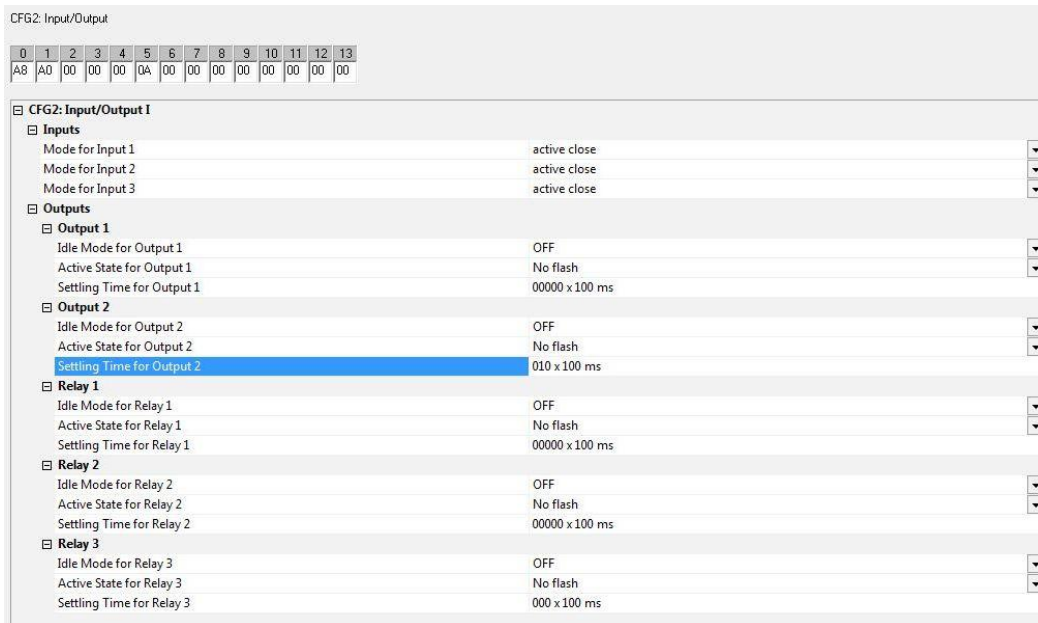 CFG2: Input/Output
0 1 2 3 4 5 6 7 8 9 10 11 12 13
A8 A0 00 00 00 0A 00 00 00 00 00 00 00 00
CFG2: Input/Output I
Inputs
Mode for Input 1 active close
Mode for Input 2 active close
Mode for Input 3 active close
Outputs
Output 1
Idle Mode for Output 1 OFF
Active State for Output 1 No flash
Settling Time for Output 1 00000 x 100 ms
Output 2
Idle Mode for Output 2 OFF
Active State for Output 2 No flash
Settling Time for Output 2 010 x 100 ms
Relay 1
Idle Mode for Relay 1 OFF
Active State for Relay 1 No flash
Settling Time for Relay 1 00000 x 100 ms
Relay 2
Idle Mode for Relay 2 OFF
Active State for Relay 2 No flash
Settling Time for Relay 2 00000 x 100 ms
Relay 3
Idle Mode for Relay 3 OFF
Active State for Relay 3 No flash
Settling Time for Relay 3 000 x 100 ms